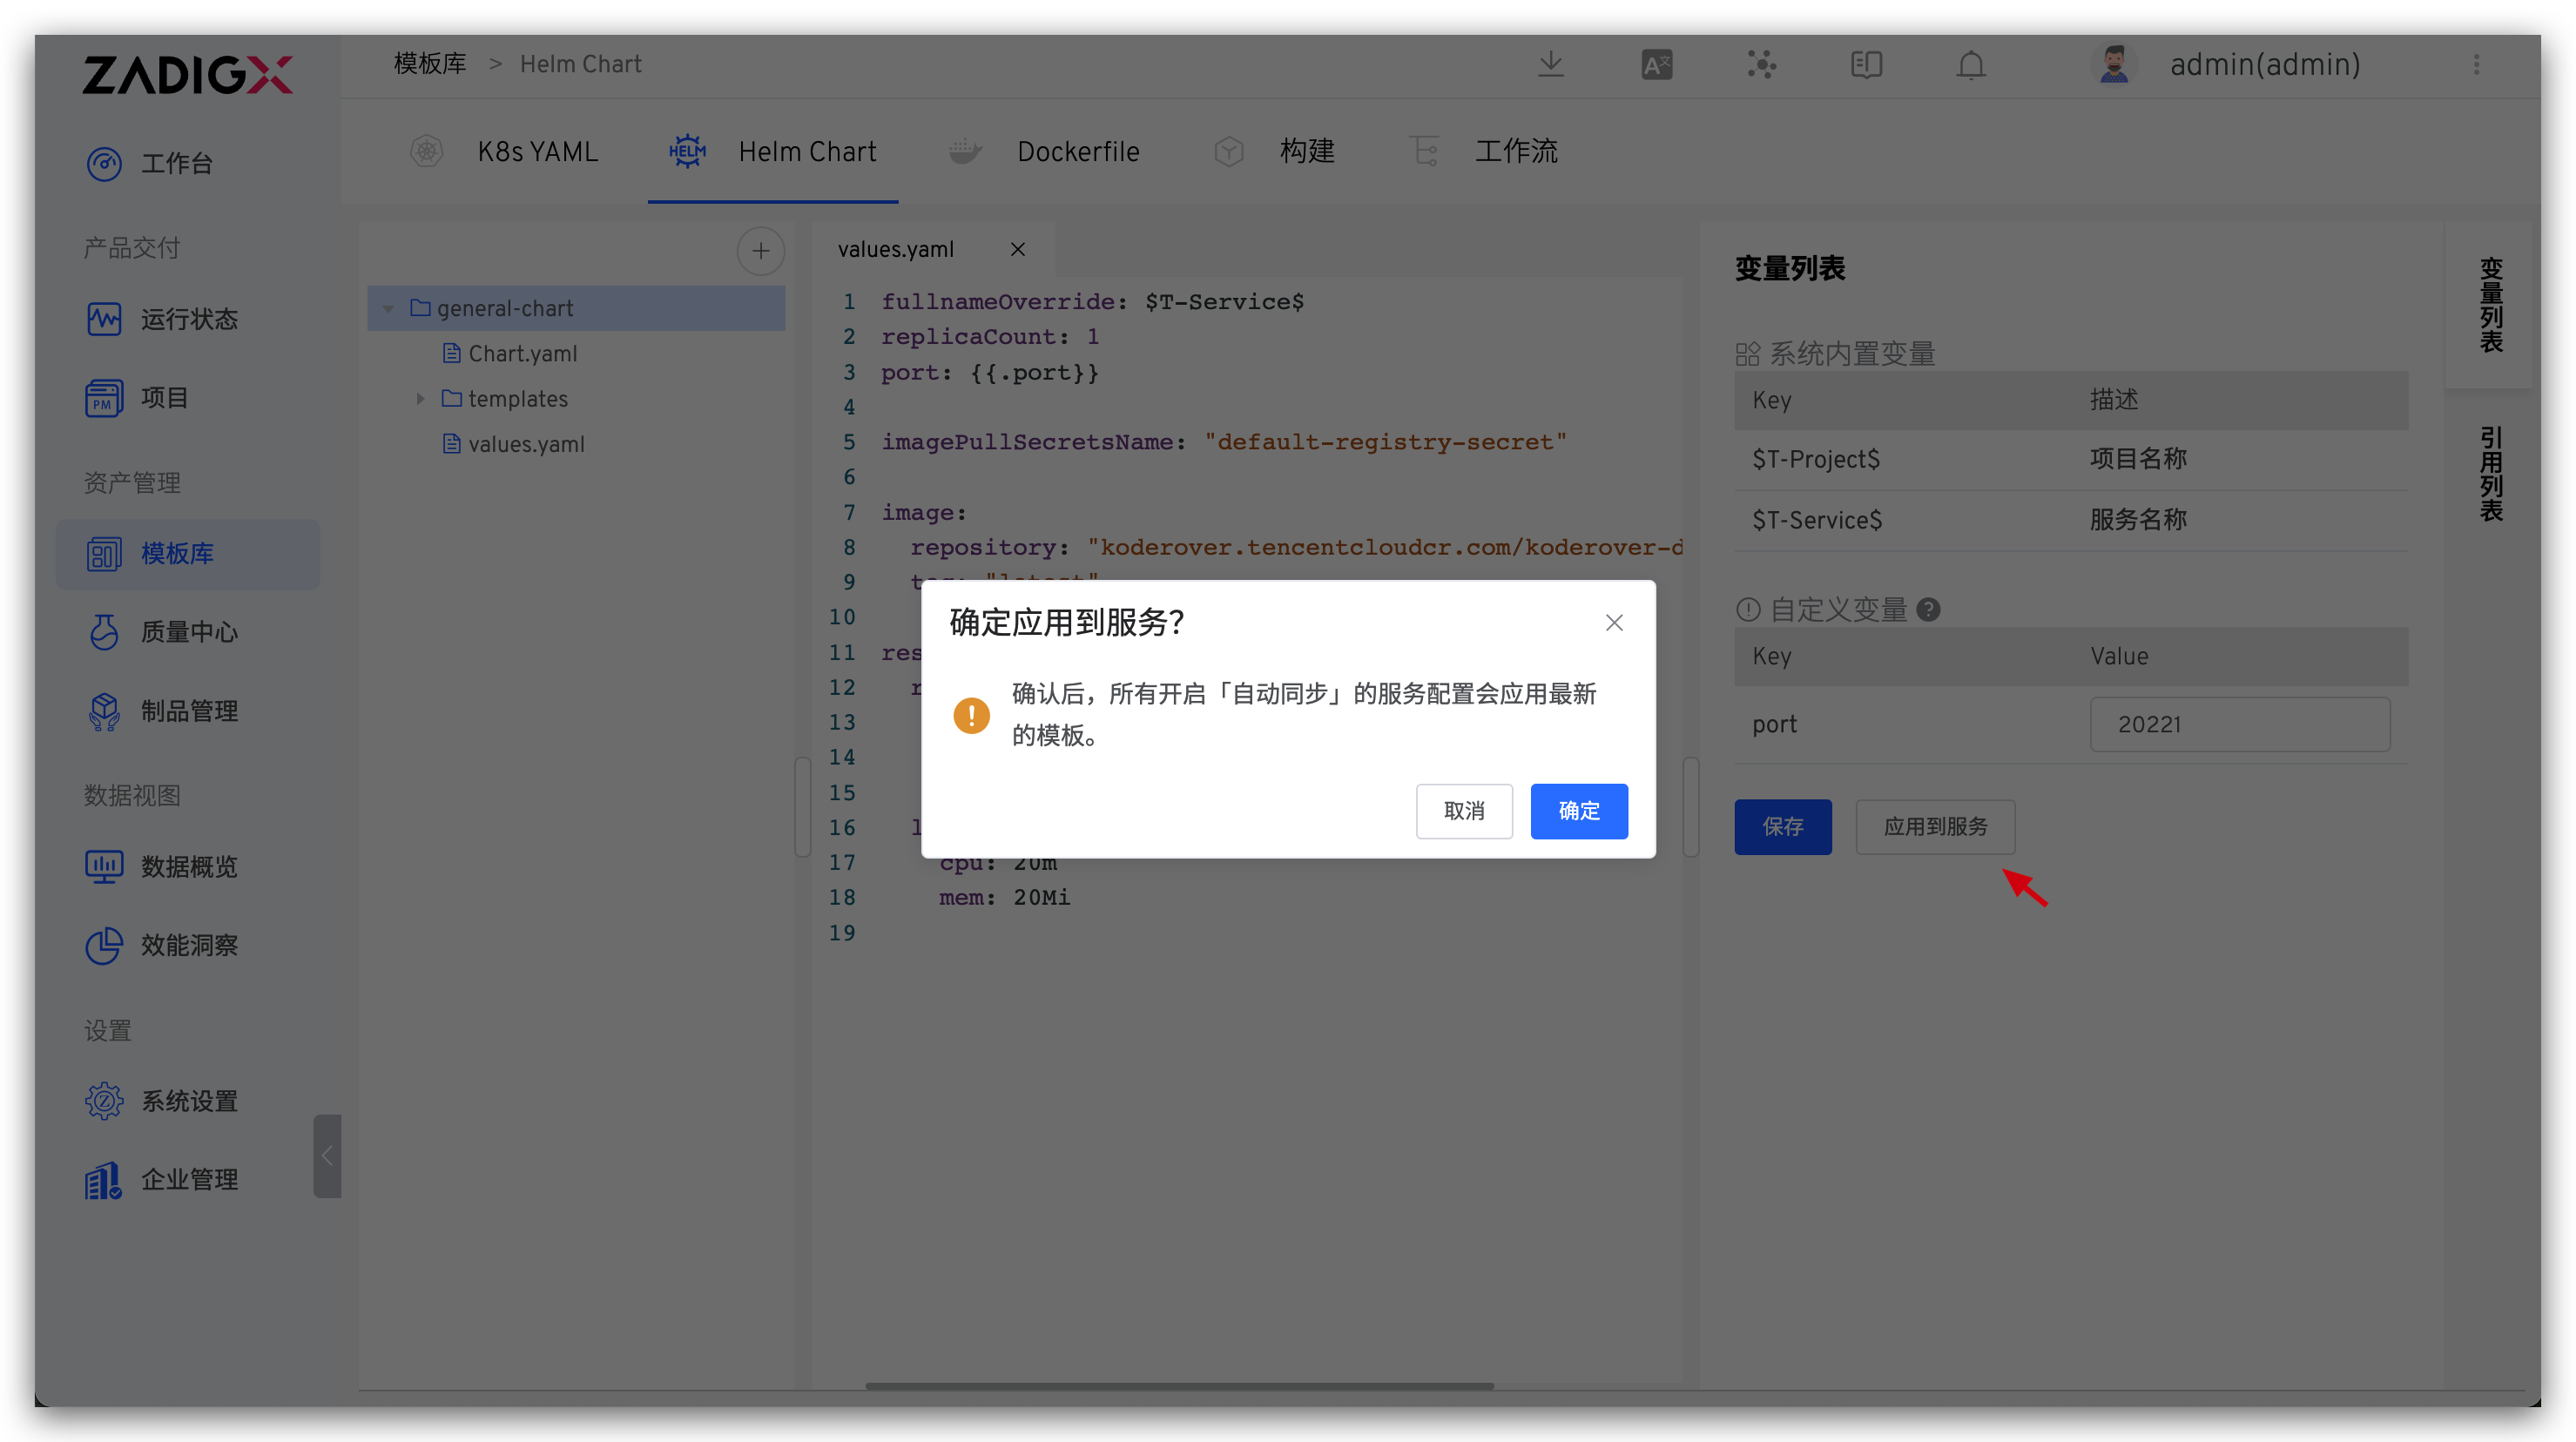 ZADIGX
模板库 > Helm Chart
admin(admin)
工作台
产品交付
运行状态
项目
资产管理
模板库
质量中心
制品管理
数据视图
数据概览
效能洞察
设置
系统设置
企业管理
K8s YAML
HELM
Helm Chart
Dockerfile
构建
工作流
general-chart
Chart.yaml
templates
values.yaml
values.yaml
1 fullnameOverride: $T-Service$
2 replicaCount: 1
3 port: {{.port}}
4
5 imagePullSecretsName: "default-registry-secret"
6
7 image:
8 repository: "koderover.tencentcloudcr.com/koderover-d
9 tag: "latest"
10
11 res
12 r
13
14
15
16 l
17 cpu: 20m
18 mem: 20Mi
19
确定应用到服务?
确认后，所有开启「自动同步」的服务配置会应用最新
的模板。
取消
确定
变量列表
系统内置变量
Key 描述
$T-Project$ 项目名称
$T-Service$ 服务名称
自定义变量
Key Value
port 20221
保存
应用到服务
变量列表
引用列表